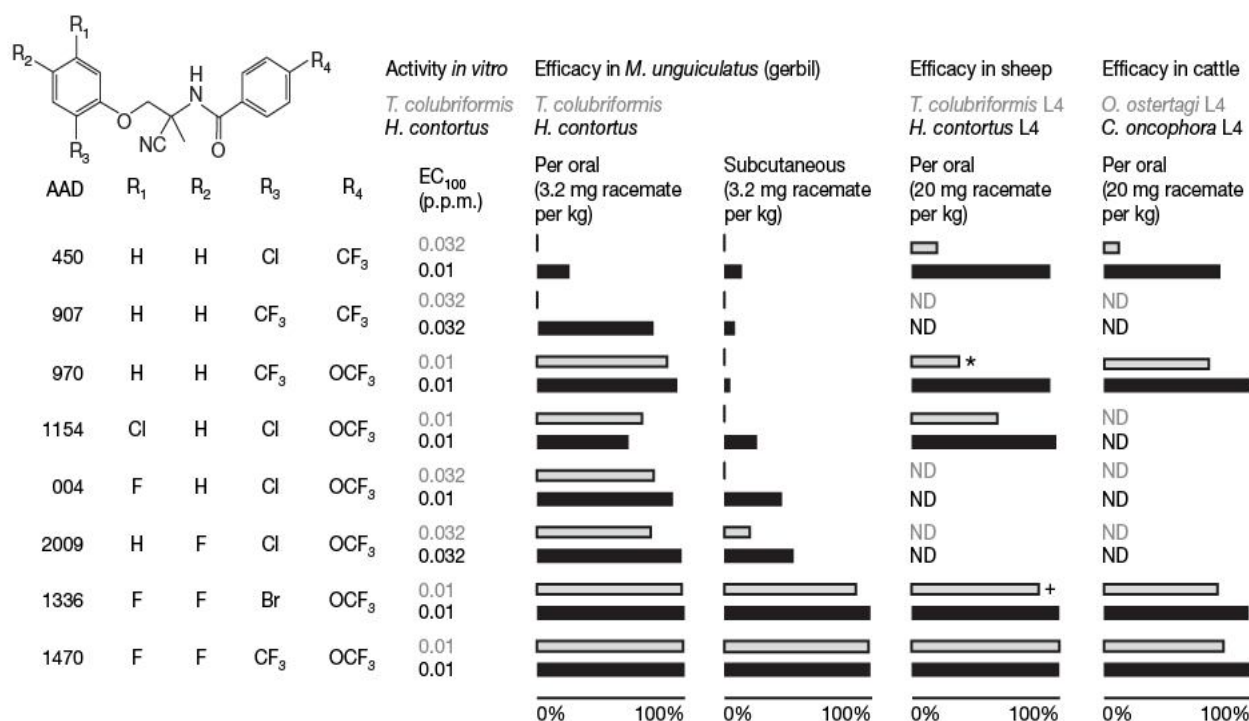 R₁
R₂
R₄
H
N
O
NC
O
R₃
Activity in vitro
T. colubriformis
H. contortus
Efficacy in M. unguiculatus (gerbil)
T. colubriformis
H. contortus
Efficacy in sheep
T. colubriformis L4
H. contortus L4
Efficacy in cattle
O. ostertagi L4
C. oncophora L4
AAD R₁ R₂ R₃ R₄
EC₁₀₀
(p.p.m.)
Per oral
(3.2 mg racemate
per kg)
Subcutaneous
(3.2 mg racemate
per kg)
Per oral
(20 mg racemate
per kg)
Per oral
(20 mg racemate
per kg)
450 H H Cl CF₃
0.032
0.01
907 H H CF₃ CF₃
0.032 ND ND
0.032 ND ND
970 H H CF₃ OCF₃
0.01 *
0.01
1154 Cl H Cl OCF₃
0.01 ND
0.01 ND
004 F H Cl OCF₃
0.032 ND ND
0.01 ND ND
2009 H F Cl OCF₃
0.032 ND ND
0.032 ND ND
1336 F F Br OCF₃
0.01 +
0.01
1470 F F CF₃ OCF₃
0.01
0.01
0% 100% 0% 100% 0% 100% 0% 100%